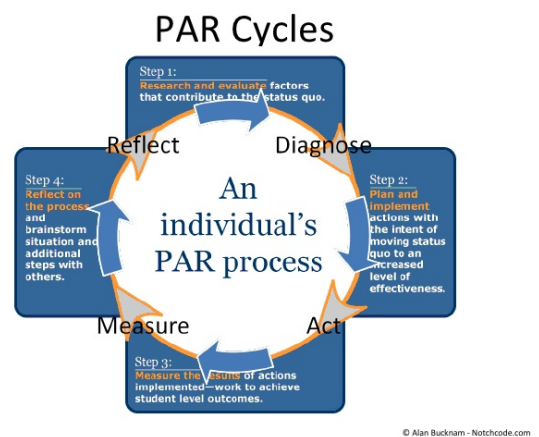 PAR Cycles
Step 1:
Research and evaluate factors
that contribute to the status quo.
Reflect
Diagnose
Step 2:
Plan and
implement
actions with
the intent of
moving status
quo to an
increased
level of
effectiveness.
An
individual's
PAR process
Step 4:
Reflect on
the process
and
brainstorm
situation and
additional
steps with
others.
Measure
Act
Step 3:
Measure the results of actions
implemented—work to achieve
student level outcomes.
© Alan Bucknam - Notchcode.com